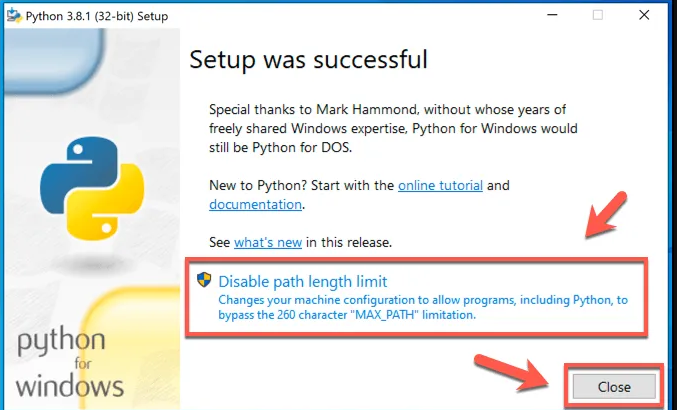 Python 3.8.1 (32-bit) Setup
Setup was successful
Special thanks to Mark Hammond, without whose years of
freely shared Windows expertise, Python for Windows would
still be Python for DOS.
New to Python? Start with the online tutorial and
documentation.
See what's new in this release.
Disable path length limit
Changes your machine configuration to allow programs, including Python, to
bypass the 260 character "MAX_PATH" limitation.
python
for
windows
Close